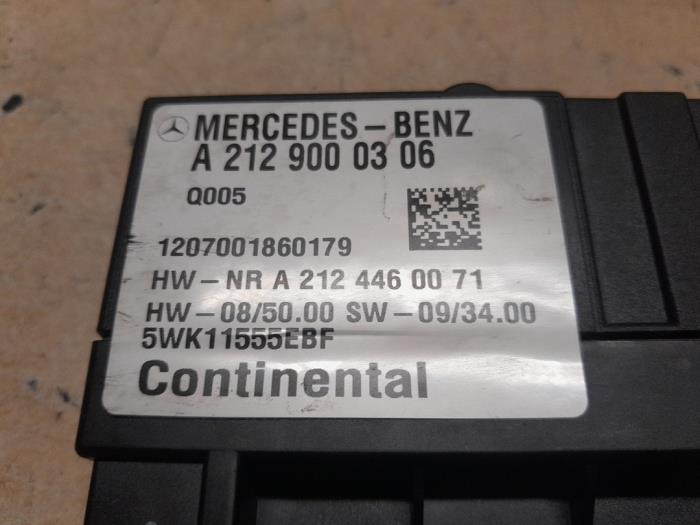 MERCEDES-BENZ
A 212 900 03 06
Q005
1207001860179
HW-NR A 212 446 00 71
HW-08/50.00 SW-09/34.00
5WK11555EBF
Continental